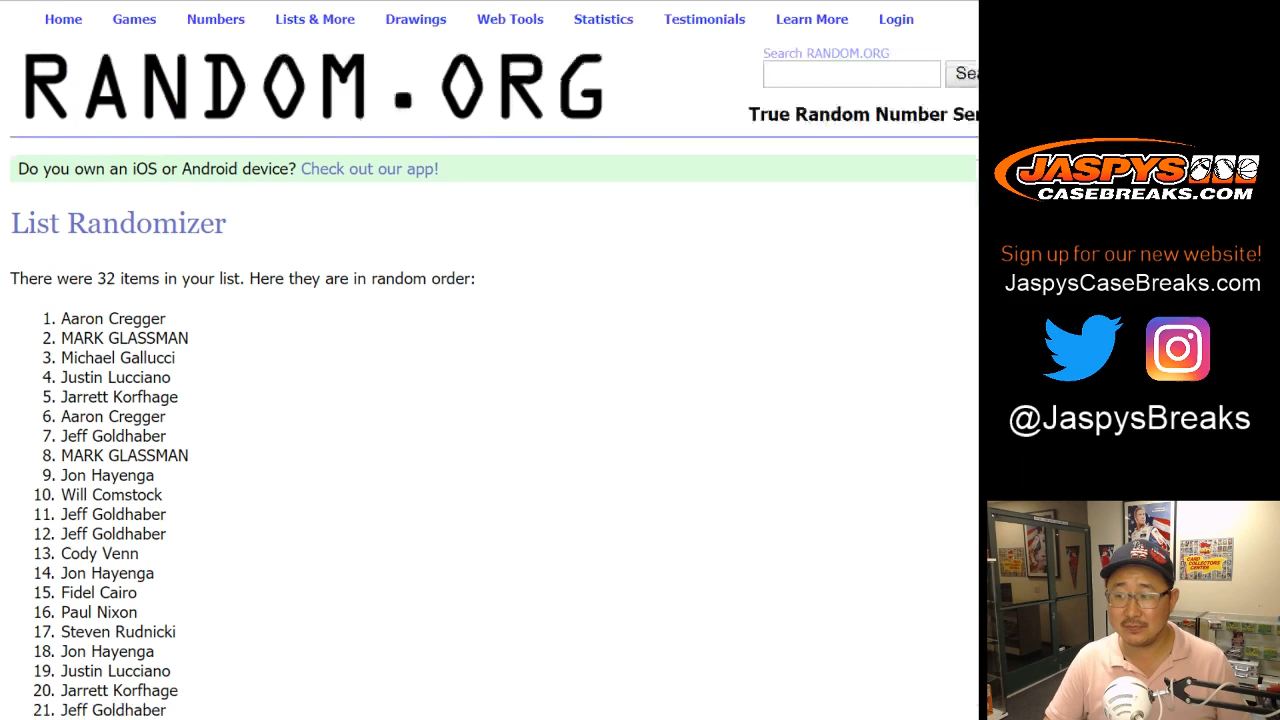 Home Games Numbers Lists & More Drawings Web Tools Statistics Testimonials Learn More Login
RANDOM.ORG
Search RANDOM.ORG
True Random Number
Do you own an iOS or Android device? Check out our app!
List Randomizer
There were 32 items in your list. Here they are in random order:
1. Aaron Cregger
2. MARK GLASSMAN
3. Michael Gallucci
4. Justin Lucciano
5. Jarrett Korfhage
6. Aaron Cregger
7. Jeff Goldhaber
8. MARK GLASSMAN
9. Jon Hayenga
10. Will Comstock
11. Jeff Goldhaber
12. Jeff Goldhaber
13. Cody Venn
14. Jon Hayenga
15. Fidel Cairo
16. Paul Nixon
17. Steven Rudnicki
18. Jon Hayenga
19. Justin Lucciano
20. Jarrett Korfhage
21. Jeff Goldhaber
JASPYS
CASEBREAKS.COM
Sign up for our new website!
JaspysCaseBreaks.com
@JaspysBreaks
CARD
COLLECTORS
CENTER